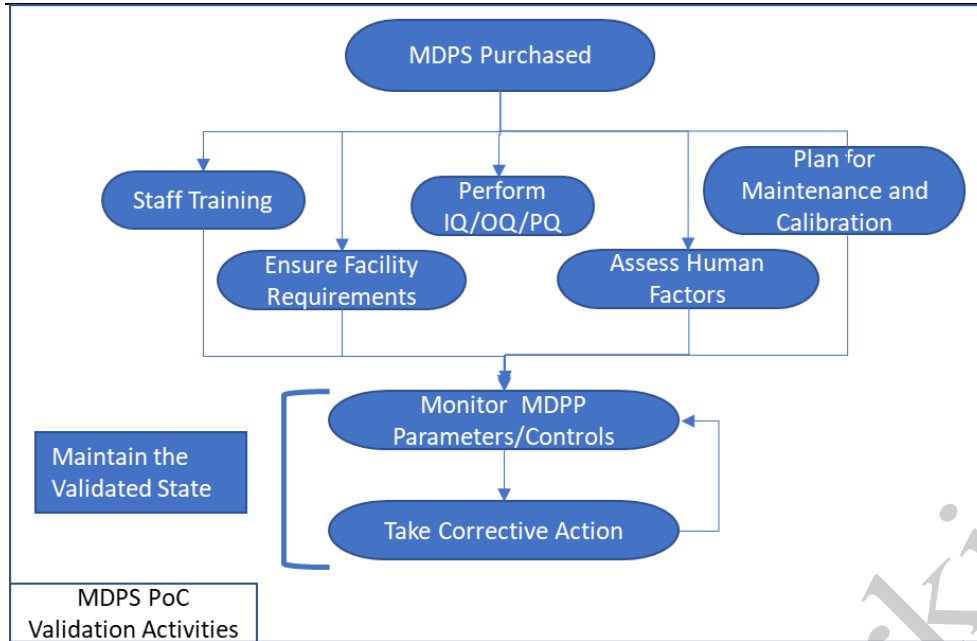 MDPS Purchased
Staff Training
Perform
IQ/OQ/PQ
Plan for
Maintenance and
Calibration
Ensure Facility
Requirements
Assess Human
Factors
Monitor MDPP
Parameters/Controls
Maintain the
Validated State
Take Corrective Action
MDPS PoC
Validation Activities